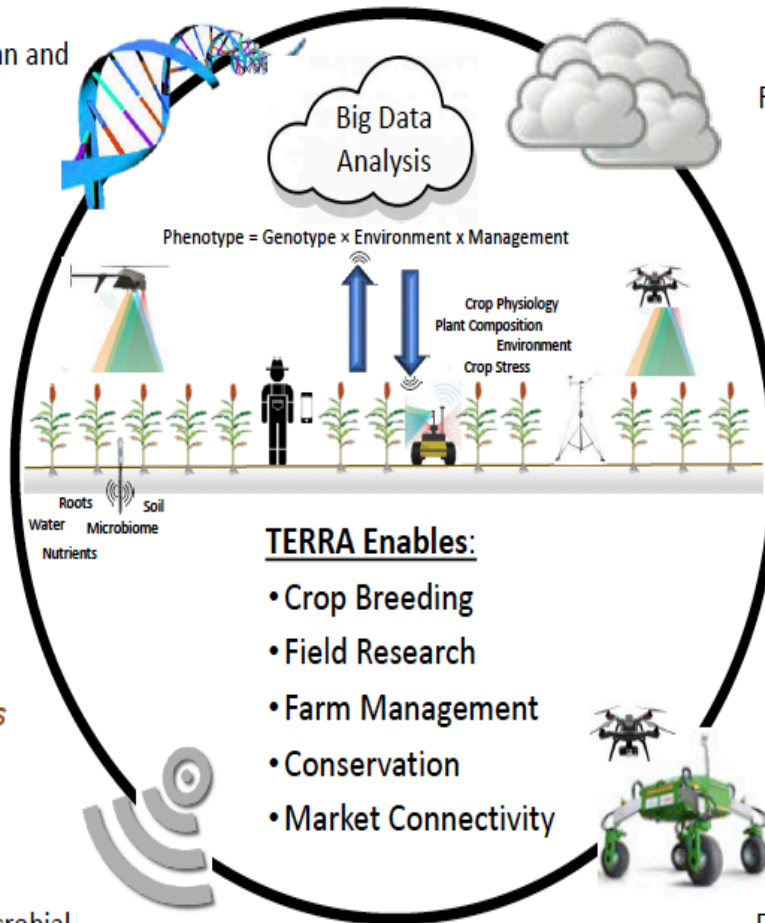 an and
Big Data
Analysis
F
Phenotype = Genotype × Environment x Management
Crop Physiology
Plant Composition
Environment
Crop Stress
Roots
Soil
Water
Microbiome
Nutrients
TERRA Enables:
• Crop Breeding
• Field Research
• Farm Management
• Conservation
• Market Connectivity
s
crobial